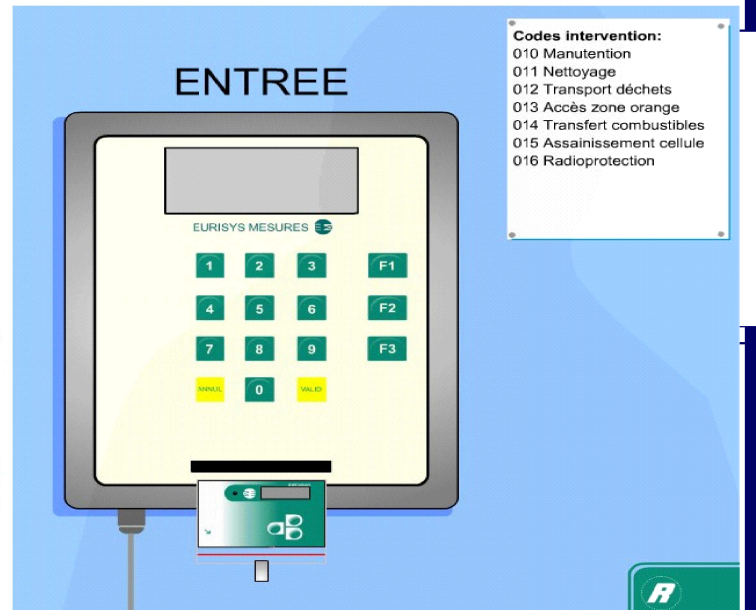 ENTREE
Codes intervention:
010 Manutention
011 Nettoyage
012 Transport déchets
013 Accès zone orange
014 Transfert combustibles
015 Assainissement cellule
016 Radioprotection
EURISYS MESURES
1 2 3 F1
4 5 6 F2
7 8 9 F3
ANNUL 0 VALID
R